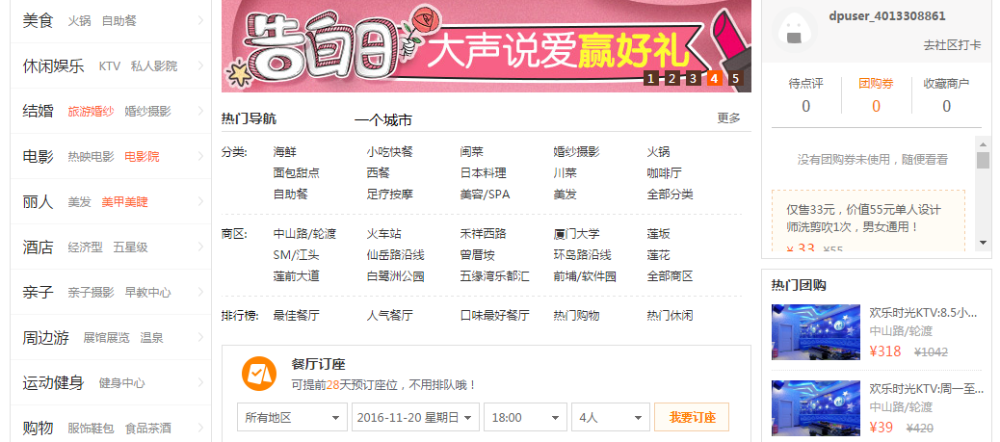 美食 火锅 自助餐
休闲娱乐 KTV 私人影院
结婚 旅游婚纱 婚纱摄影
电影 热映电影 电影院
丽人 美发 美甲美睫
酒店 经济型 五星级
亲子 亲子摄影 早教中心
周边游 展馆展览 温泉
运动健身 健身中心
购物 服饰鞋包 食品茶酒
告白日 大声说爱赢好礼
1 2 3 4 5
热门导航 一个城市 更多
分类: 海鲜 小吃快餐 闽菜 婚纱摄影 火锅
面包甜点 西餐 日本料理 川菜 咖啡厅
自助餐 足疗按摩 美容/SPA 美发 全部分类
商区: 中山路/轮渡 火车站 禾祥西路 厦门大学 莲坂
SM/江头 仙岳路沿线 曾厝垵 环岛路沿线 莲花
莲前大道 白鹭洲公园 五缘湾乐都汇 前埔/软件园 全部商区
排行榜: 最佳餐厅 人气餐厅 口味最好餐厅 热门购物 热门休闲
餐厅订座
可提前28天预订座位，不用排队哦！
所有地区 2016-11-20 星期日 18:00 4人 我要订座
dpuser_4013308861
去社区打卡
待点评 团购券 收藏商户
0 0 0
没有团购券未使用，随便看看
仅售33元，价值55元单人设计
师洗剪吹1次，男女通用！
¥ 33 ¥55
热门团购
欢乐时光KTV:8.5小...
中山路/轮渡
¥318 ¥1042
欢乐时光KTV:周一至...
中山路/轮渡
¥39 ¥420